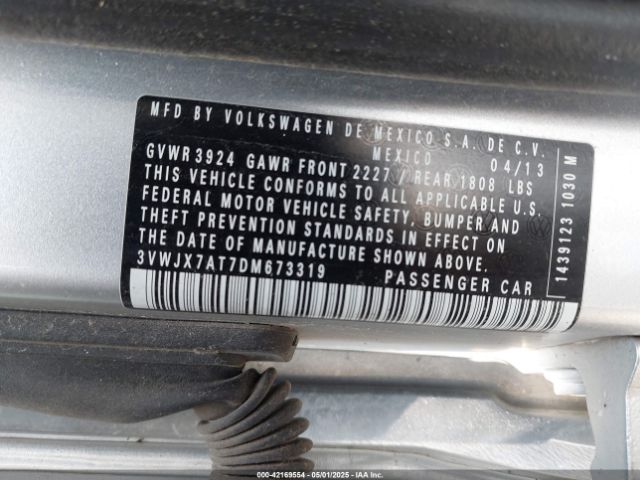 MFD BY VOLKSWAGEN DE MEXICO S.A. DE C.V.
MEXICO 04/13
GVWR 3924 GAWR FRONT 2227 / REAR 1808 LBS
THIS VEHICLE CONFORMS TO ALL APPLICABLE U.S.
FEDERAL MOTOR VEHICLE SAFETY, BUMPER AND
THEFT PREVENTION STANDARDS IN EFFECT ON
THE DATE OF MANUFACTURE SHOWN ABOVE.
3VWJX7AT7DM673319 PASSENGER CAR
1439123 1030 M
000-42169554 - 05/01/2025 - IAAI.COM